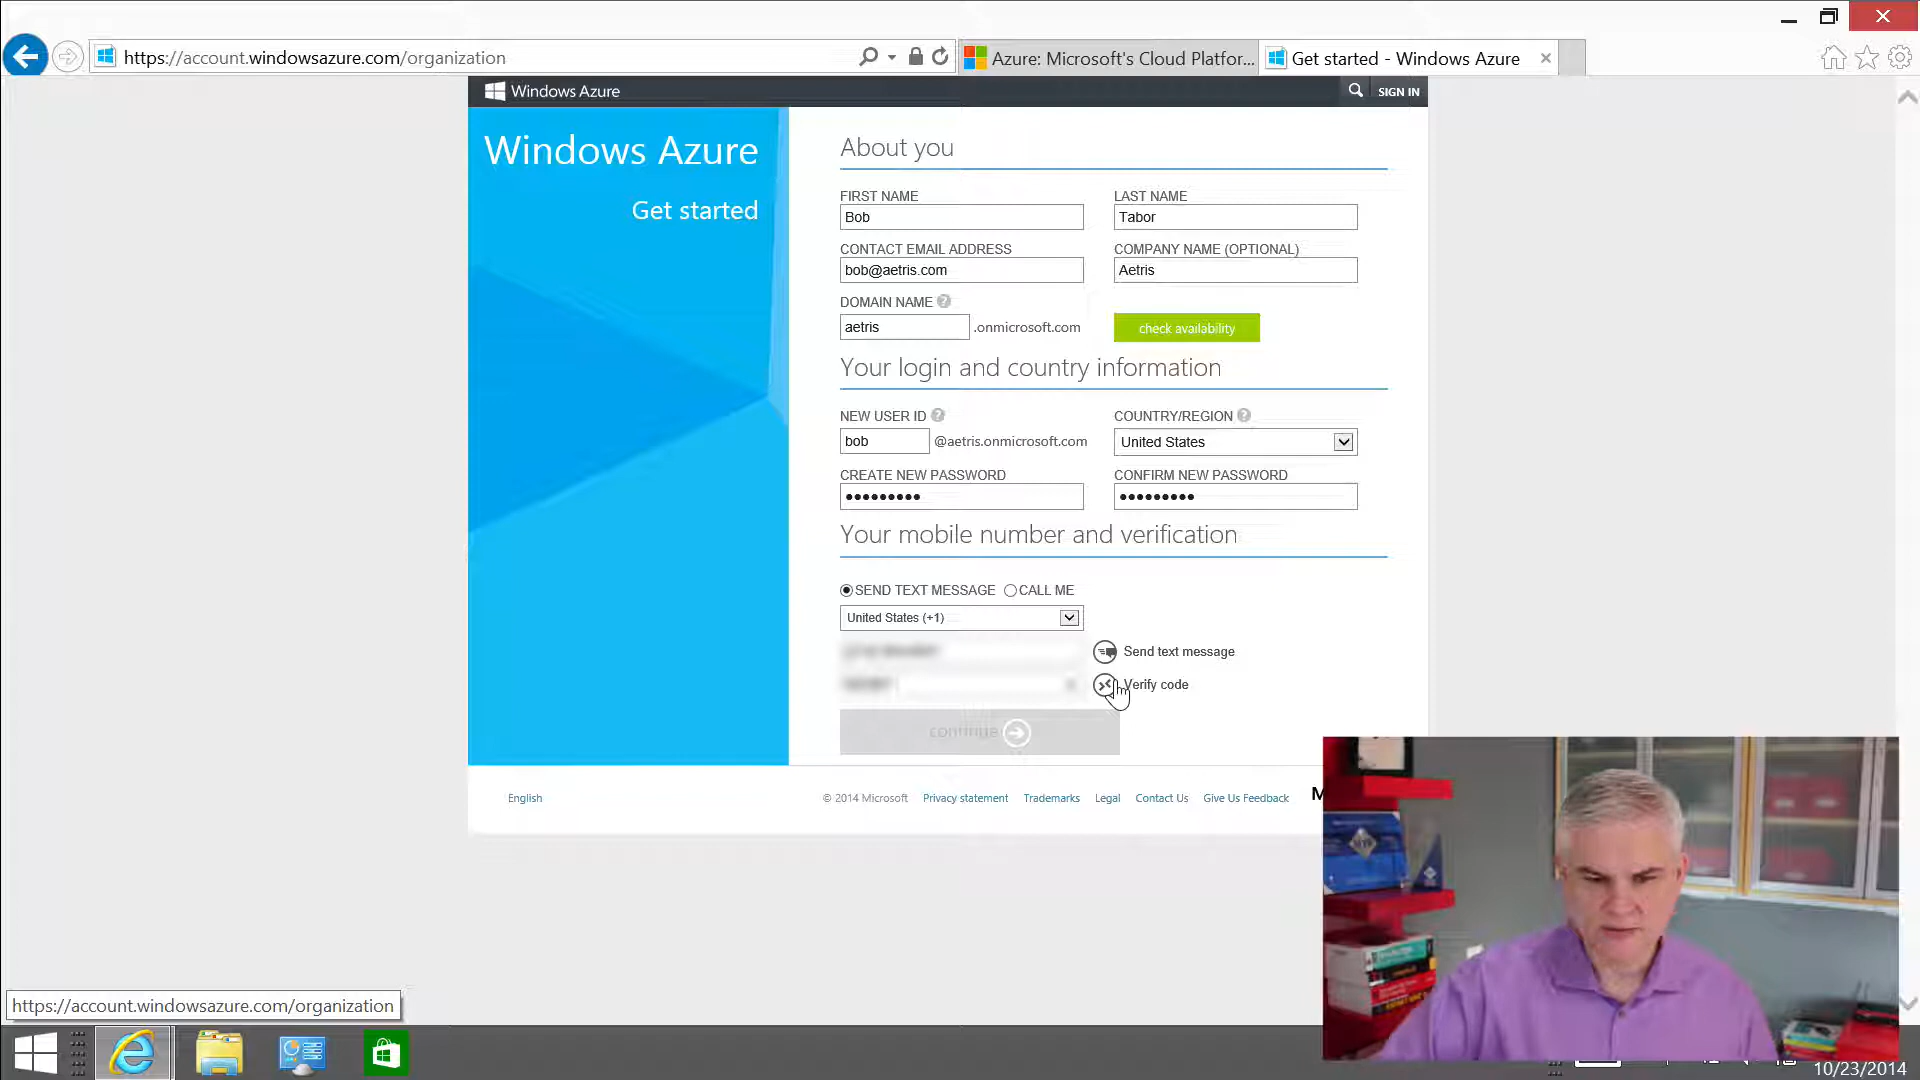 https://account.windowsazure.com/organization
Azure: Microsoft's Cloud Platfor...
Get started - Windows Azure
Windows Azure
SIGN IN
Windows Azure
Get started
About you
FIRST NAME
LAST NAME
Bob
Tabor
CONTACT EMAIL ADDRESS
COMPANY NAME (OPTIONAL)
bob@aetris.com
Aetris
DOMAIN NAME
aetris
.onmicrosoft.com
check availability
Your login and country information
NEW USER ID
COUNTRY/REGION
bob
@aetris.onmicrosoft.com
United States
CREATE NEW PASSWORD
CONFIRM NEW PASSWORD
Your mobile number and verification
SEND TEXT MESSAGE
CALL ME
United States (+1)
Send text message
Verify code
continue
English
© 2014 Microsoft
Privacy statement
Trademarks
Legal
Contact Us
Give Us Feedback
https://account.windowsazure.com/organization
10/23/2014